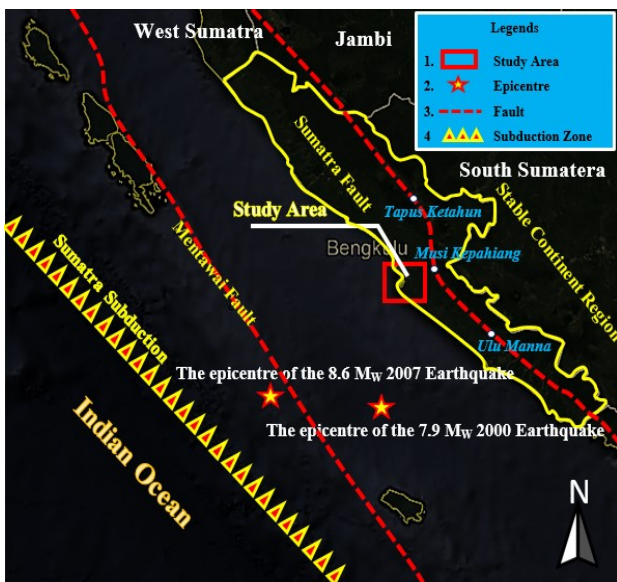 West Sumatra
Jambi
Legends
1. Study Area
2. Epicentre
3. Fault
4 Subduction Zone
South Sumatera
Sumatra Fault
Stable Continent Region
Tapus Ketahun
Study Area
Bengkulu
Musi Kepahiang
Mentawai Fault
Sumatra Subduction
Ulu Manna
The epicentre of the 8.6 Mw 2007 Earthquake
The epicentre of the 7.9 Mw 2000 Earthquake
Indian Ocean
N